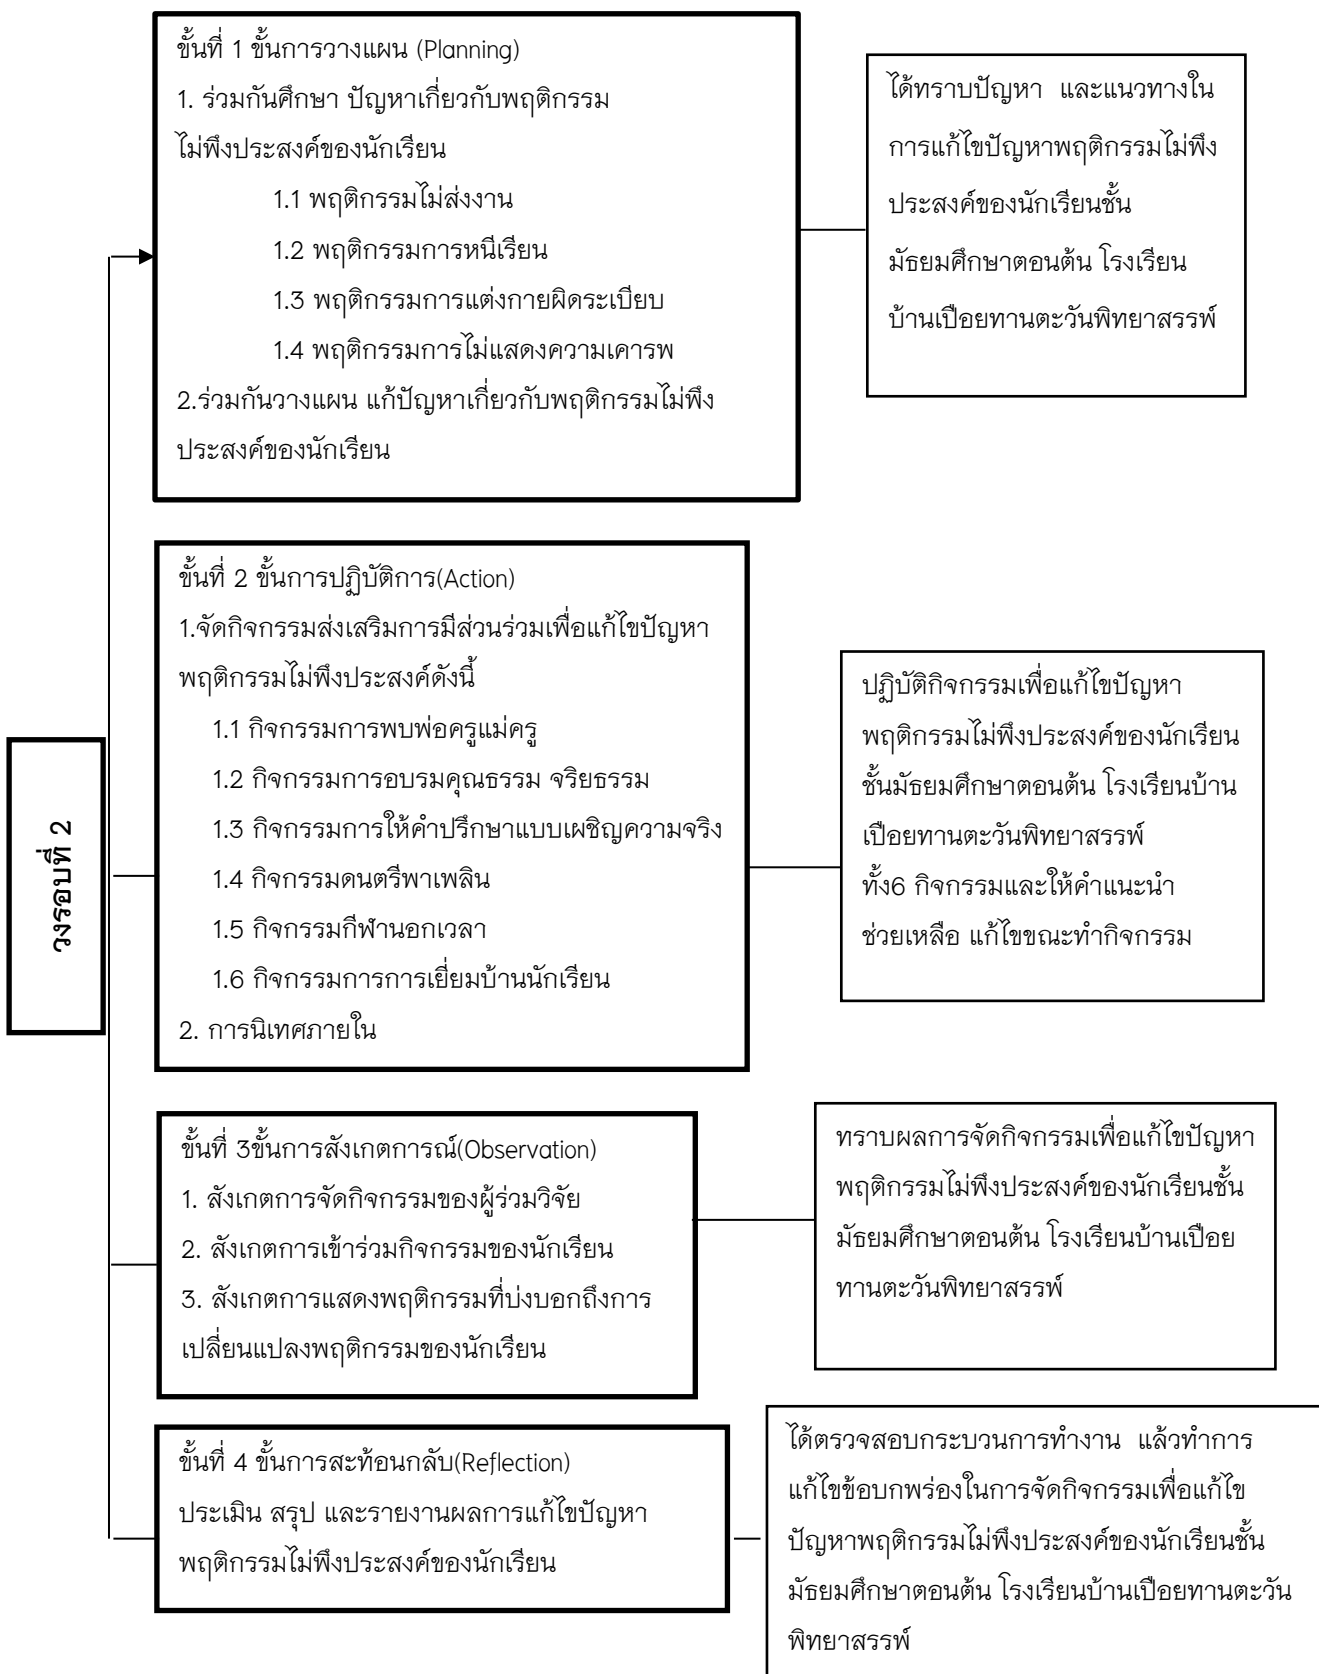 ขั้นที่ 1 ขั้นการวางแผน (Planning)
1. ร่วมกันศึกษา ปัญหาเกี่ยวกับพฤติกรรม
ไม่พึงประสงค์ของนักเรียน
1.1 พฤติกรรมไม่ส่งงาน
1.2 พฤติกรรมการหนีเรียน
1.3 พฤติกรรมการแต่งกายผิดระเบียบ
1.4 พฤติกรรมการไม่แสดงความเคารพ
2.ร่วมกันวางแผน แก้ปัญหาเกี่ยวกับพฤติกรรมไม่พึง
ประสงค์ของนักเรียน
ได้ทราบปัญหา และแนวทางใน
การแก้ไขปัญหาพฤติกรรมไม่พึง
ประสงค์ของนักเรียนชั้น
มัธยมศึกษาตอนต้น โรงเรียน
บ้านเปือยทานตะวันพิทยาสรรพ์
วงรอบที่ 2
ขั้นที่ 2 ขั้นการปฏิบัติการ(Action)
1.จัดกิจกรรมส่งเสริมการมีส่วนร่วมเพื่อแก้ไขปัญหา
พฤติกรรมไม่พึงประสงค์ดังนี้
1.1 กิจกรรมการพบพ่อครูแม่ครู
1.2 กิจกรรมการอบรมคุณธรรม จริยธรรม
1.3 กิจกรรมการให้คำปรึกษาแบบเผชิญความจริง
1.4 กิจกรรมดนตรีพาเพลิน
1.5 กิจกรรมกีฬานอกเวลา
1.6 กิจกรรมการการเยี่ยมบ้านนักเรียน
2. การนิเทศภายใน
ปฏิบัติกิจกรรมเพื่อแก้ไขปัญหา
พฤติกรรมไม่พึงประสงค์ของนักเรียน
ชั้นมัธยมศึกษาตอนต้น โรงเรียนบ้าน
เปือยทานตะวันพิทยาสรรพ์
ทั้ง6 กิจกรรมและให้คำแนะนำ
ช่วยเหลือ แก้ไขขณะทำกิจกรรม
ขั้นที่ 3ขั้นการสังเกตการณ์(Observation)
1. สังเกตการจัดกิจกรรมของผู้ร่วมวิจัย
2. สังเกตการเข้าร่วมกิจกรรมของนักเรียน
3. สังเกตการแสดงพฤติกรรมที่บ่งบอกถึงการ
เปลี่ยนแปลงพฤติกรรมของนักเรียน
ทราบผลการจัดกิจกรรมเพื่อแก้ไขปัญหา
พฤติกรรมไม่พึงประสงค์ของนักเรียนชั้น
มัธยมศึกษาตอนต้น โรงเรียนบ้านเปือย
ทานตะวันพิทยาสรรพ์
ขั้นที่ 4 ขั้นการสะท้อนกลับ(Reflection)
ประเมิน สรุป และรายงานผลการแก้ไขปัญหา
พฤติกรรมไม่พึงประสงค์ของนักเรียน
ได้ตรวจสอบกระบวนการทำงาน แล้วทำการ
แก้ไขข้อบกพร่องในการจัดกิจกรรมเพื่อแก้ไข
ปัญหาพฤติกรรมไม่พึงประสงค์ของนักเรียนชั้น
มัธยมศึกษาตอนต้น โรงเรียนบ้านเปือยทานตะวัน
พิทยาสรรพ์